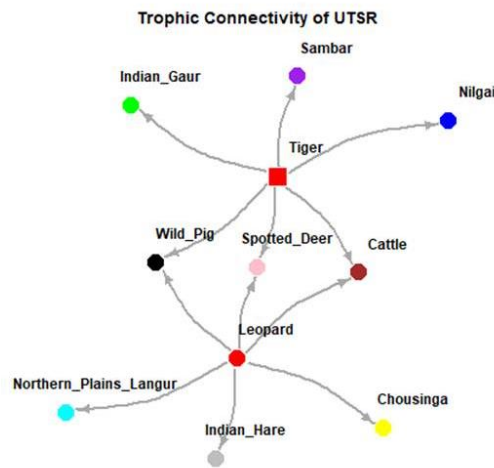 Trophic Connectivity of UTSR
Sambar
Indian_Gaur
Nilgai
Tiger
Wild_Pig
Spotted_Deer
Cattle
Leopard
Northern_Plains_Langur
Chousinga
Indian_Hare